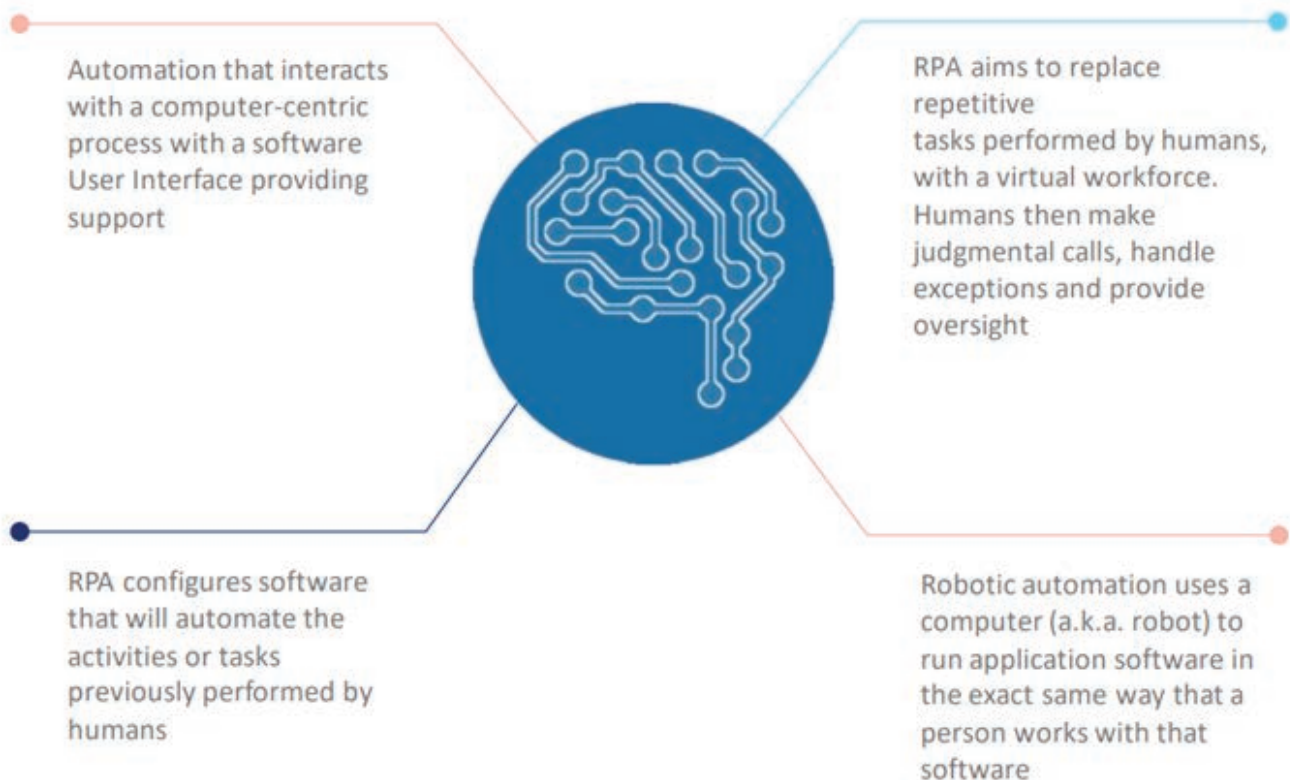 Automation that interacts
with a computer-centric
process with a software
User Interface providing
support
RPA aims to replace
repetitive
tasks performed by humans,
with a virtual workforce.
Humans then make
judgmental calls, handle
exceptions and provide
oversight
RPA configures software
that will automate the
activities or tasks
previously performed by
humans
Robotic automation uses a
computer (a.k.a. robot) to
run application software in
the exact same way that a
person works with that
software